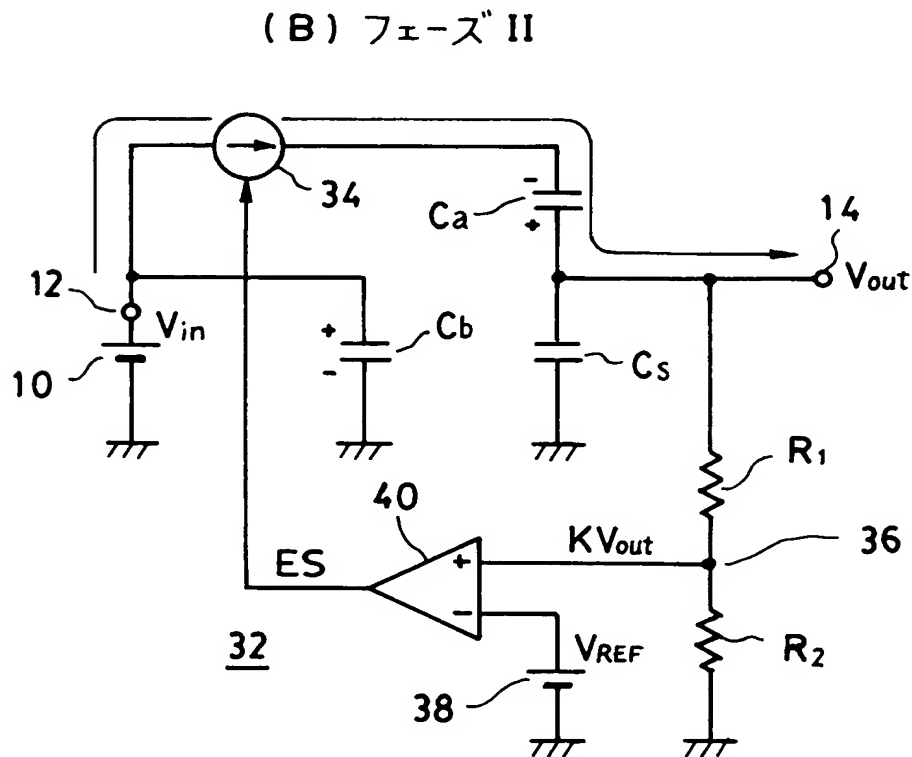 (B) フェーズ II
34
Ca
-
+
14
Vout
12
Vin
+
-
Cb
Cs
10
R1
40
KVout
36
ES
+
-
32
VREF
R2
38